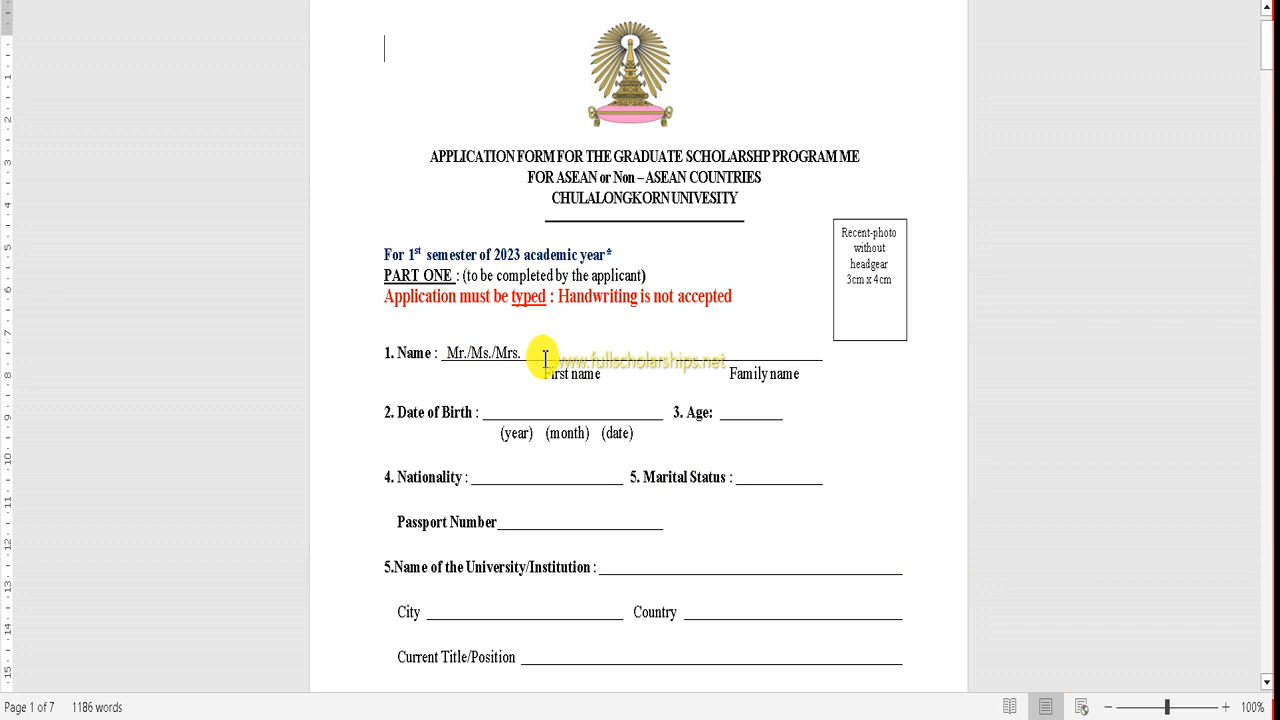 APPLICATION FORM FOR THE GRADUATE SCHOLARSHP PROGRAM ME
FOR ASEAN or Non – ASEAN COUNTRIES
CHULALONGKORN UNIVESITY
Recent-photo
without
headgear
3cm x 4cm
For 1st semester of 2023 academic year*
PART ONE : (to be completed by the applicant)
Application must be typed : Handwriting is not accepted
1. Name : Mr./Ms./Mrs.
www.fullscholarships.net
First name Family name
2. Date of Birth : 3. Age:
(year) (month) (date)
4. Nationality : 5. Marital Status :
Passport Number
5.Name of the University/Institution :
City Country
Current Title/Position
Page 1 of 7 1186 words 100%